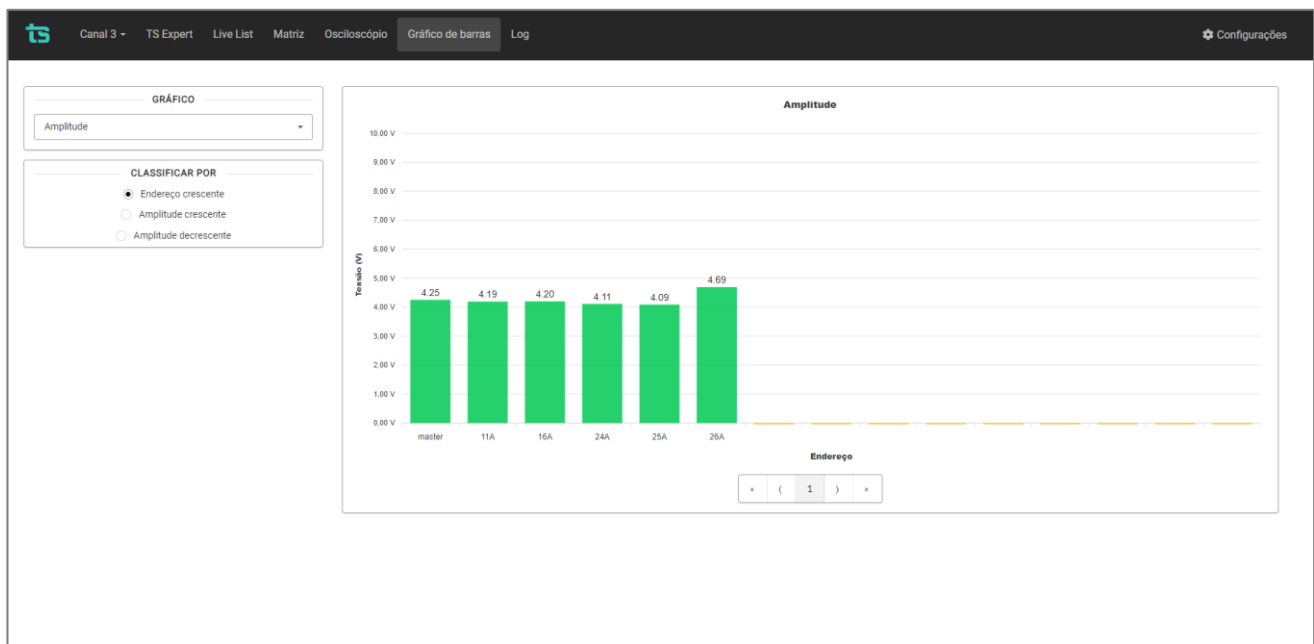 ts Canal 3 TS Expert Live List Matriz Osciloscópio Gráfico de barras Log Configurações
GRÁFICO
Amplitude
CLASSIFICAR POR
Endereço crescente
Amplitude crescente
Amplitude decrescente
Amplitude
10,00 V
9,00 V
8,00 V
7,00 V
6,00 V
5,00 V
4,00 V
3,00 V
2,00 V
1,00 V
0,00 V
Tensão (V)
4.25 4.19 4.20 4.11 4.09 4.69
master 11A 16A 24A 25A 26A
Endereço
« ( 1 ) »